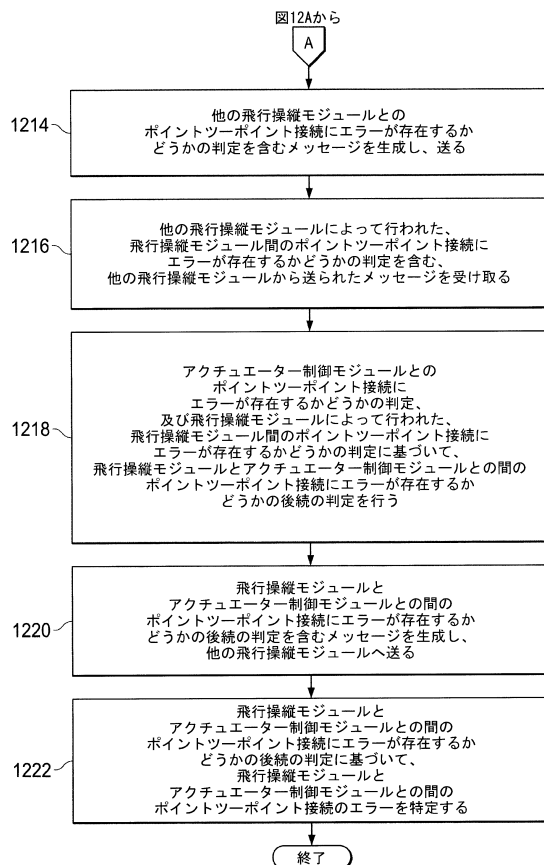 図12Aから
A
1214
他の飛行操縦モジュールとの
ポイントツーポイント接続にエラーが存在するか
どうかの判定を含むメッセージを生成し、送る
1216
他の飛行操縦モジュールによって行われた、
飛行操縦モジュール間のポイントツーポイント接続に
エラーが存在するかどうかの判定を含む、
他の飛行操縦モジュールから送られたメッセージを受け取る
1218
アクチュエーター制御モジュールとの
ポイントツーポイント接続に
エラーが存在するかどうかの判定、
及び飛行操縦モジュールによって行われた、
飛行操縦モジュール間のポイントツーポイント接続に
エラーが存在するかどうかの判定に基づいて、
飛行操縦モジュールとアクチュエーター制御モジュールとの間の
ポイントツーポイント接続にエラーが存在するか
どうかの後続の判定を行う
1220
飛行操縦モジュールと
アクチュエーター制御モジュールとの間の
ポイントツーポイント接続にエラーが存在するか
どうかの後続の判定を含むメッセージを生成し、
他の飛行操縦モジュールへ送る
1222
飛行操縦モジュールと
アクチュエーター制御モジュールとの間の
ポイントツーポイント接続にエラーが存在するか
どうかの後続の判定に基づいて、
飛行操縦モジュールと
アクチュエーター制御モジュールとの間の
ポイントツーポイント接続のエラーを特定する
終了